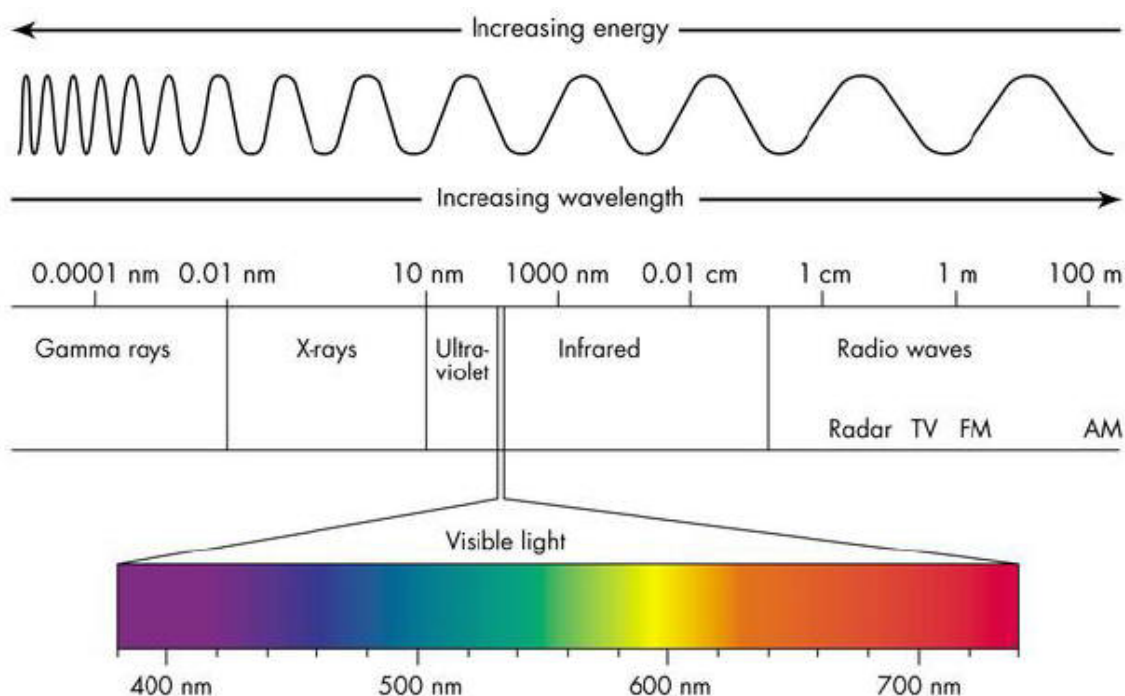 Increasing energy
Increasing wavelength
0.0001 nm 0.01 nm 10 nm 1000 nm 0.01 cm 1 cm 1 m 100 m
Gamma rays X-rays Ultra-
violet Infrared Radio waves
Radar TV FM AM
Visible light
400 nm 500 nm 600 nm 700 nm